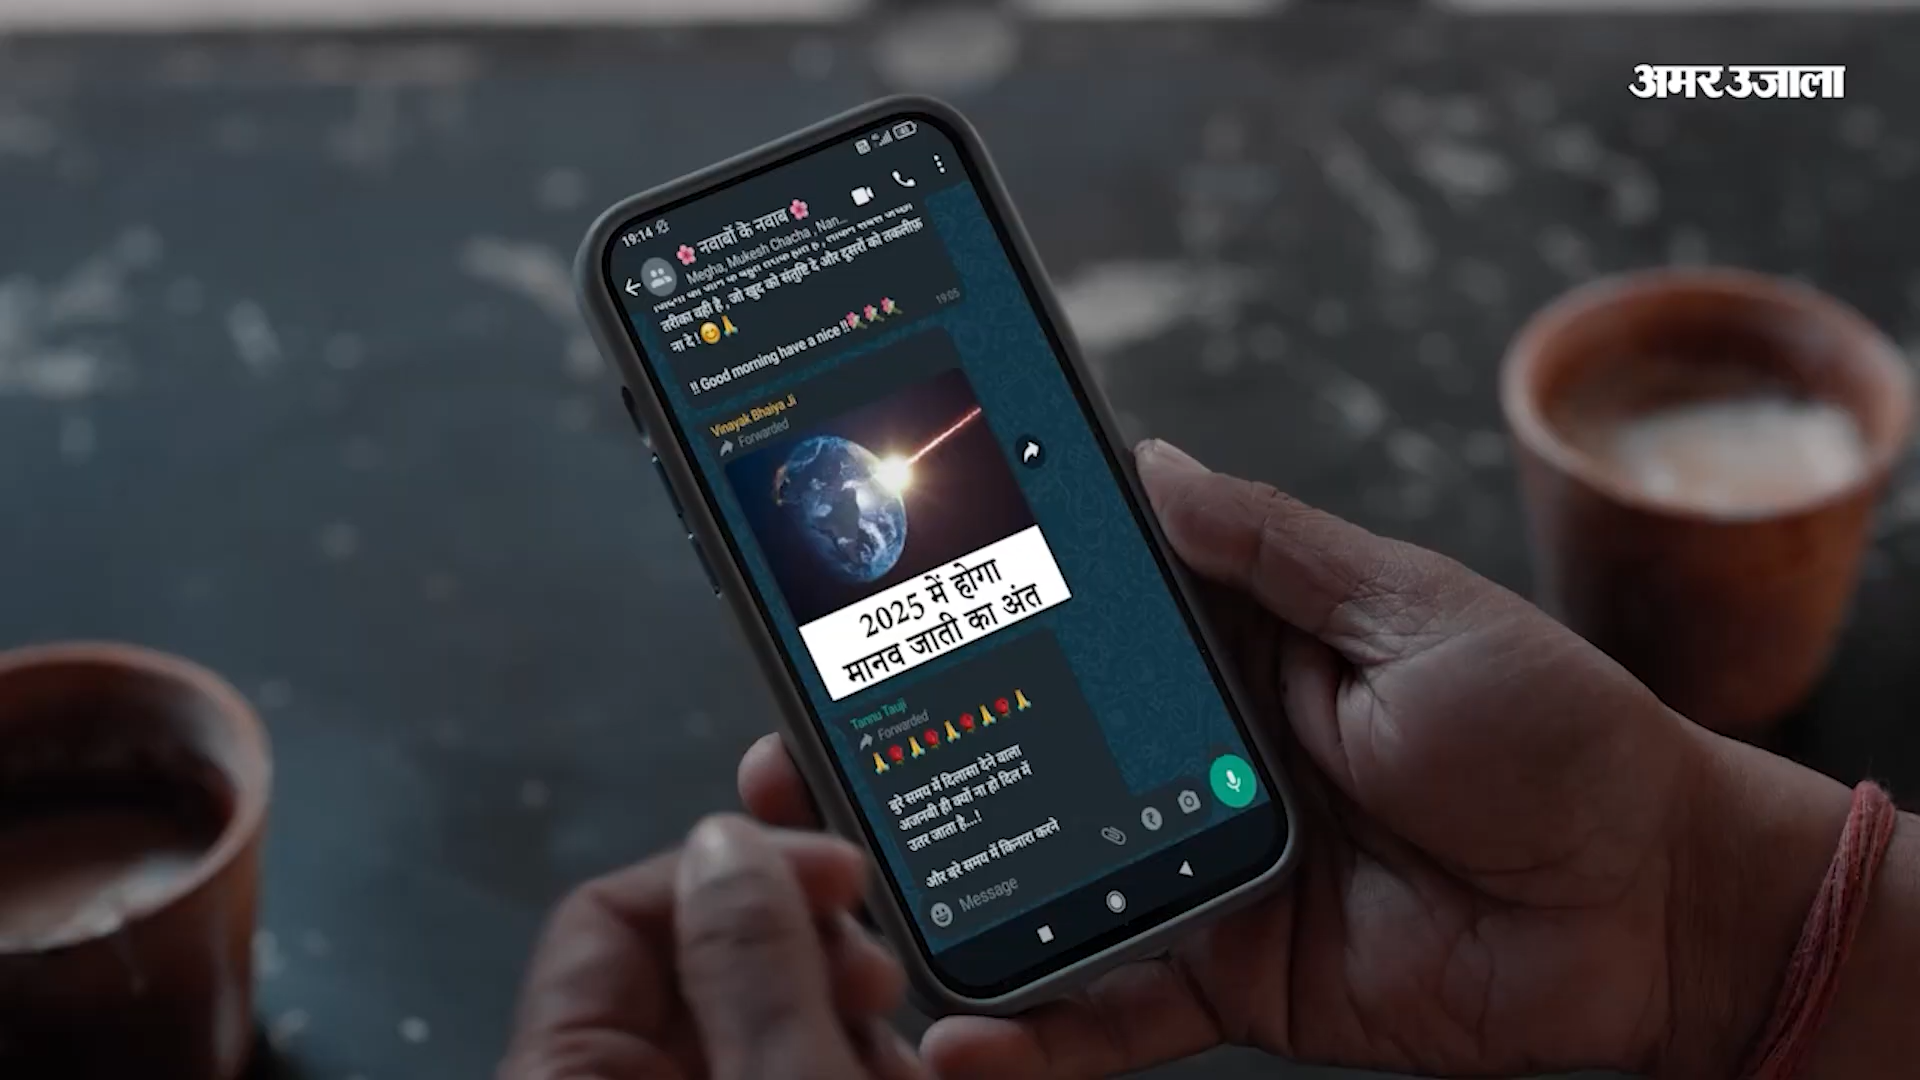 अमर उजाला
19:14
🌸 नवाबों के नवाब 🌸
Megha, Mukesh Chacha, Nan...
तरीका वही है, जो खुद को संतुष्टि दे और दूसरों को तकलीफ़
ना दे ! 😊🙏
!! Good morning have a nice !!💐💐💐
19:05
Vinayak Bhaiya Ji
Forwarded
2025 में होगा
मानव जाती का अंत
Tannu Tauji
Forwarded
🙏🌹🙏🌹🙏🌹🙏🌹🙏
बुरे समय में दिलासा देने वाला
अजनबी ही क्यों ना हो दिल में
उतर जाता है...!
और बुरे समय में किनारा करने
Message